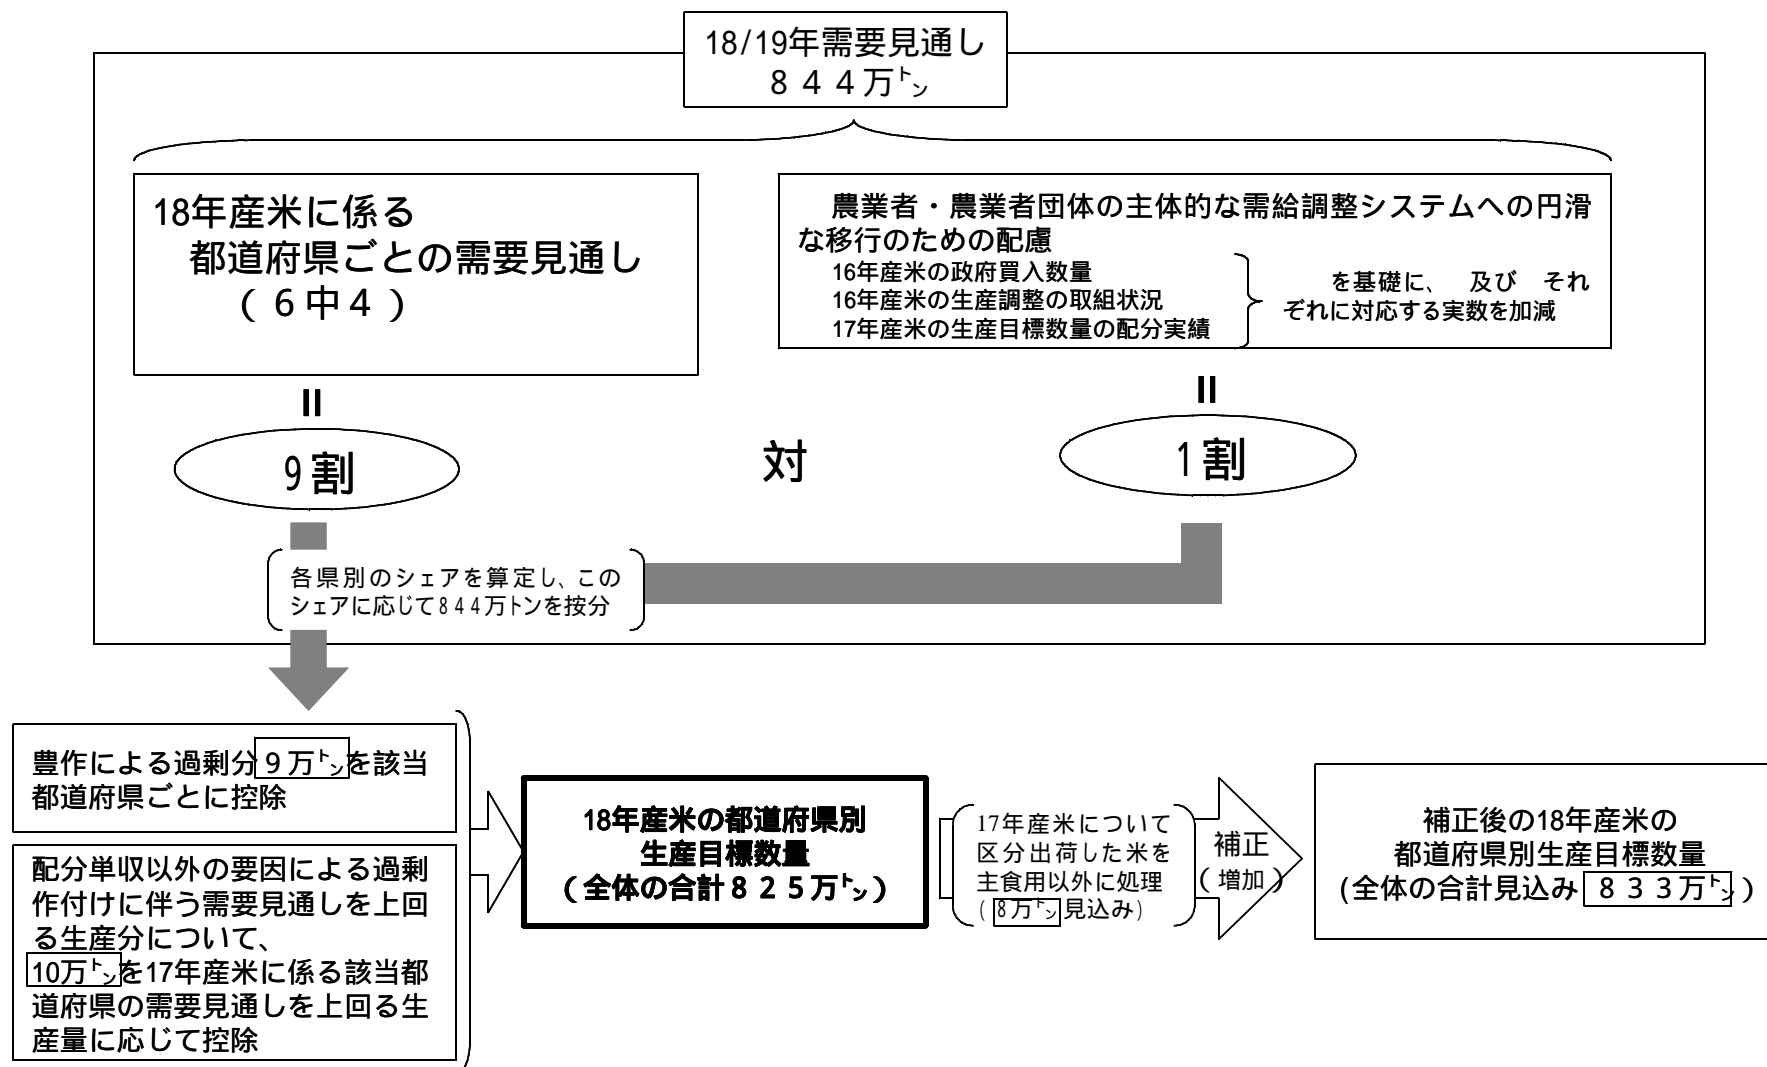 18/19年需要見通し
８４４万㌧
18年産米に係る
都道府県ごとの需要見通し
（６中４）
農業者・農業者団体の主体的な需給調整システムへの円滑
な移行のための配慮
16年産米の政府買入数量
16年産米の生産調整の取組状況
17年産米の生産目標数量の配分実績
を基礎に、　及び　それ
ぞれに対応する実数を加減
＝
＝
9割
対
1割
各県別のシェアを算定し、この
シェアに応じて８４４万トンを按分
豊作による過剰分９万㌧を該当
都道府県ごとに控除
配分単収以外の要因による過剰
作付けに伴う需要見通しを上回
る生産分について、
10万㌧を17年産米に係る該当都
道府県の需要見通しを上回る生
産量に応じて控除
18年産米の都道府県別
生産目標数量
（全体の合計８２５万㌧）
17年産米について
区分出荷した米を
主食用以外に処理
（8万㌧見込み）
補正
（増加）
補正後の18年産米の
都道府県別生産目標数量
(全体の合計見込み８３３万㌧）